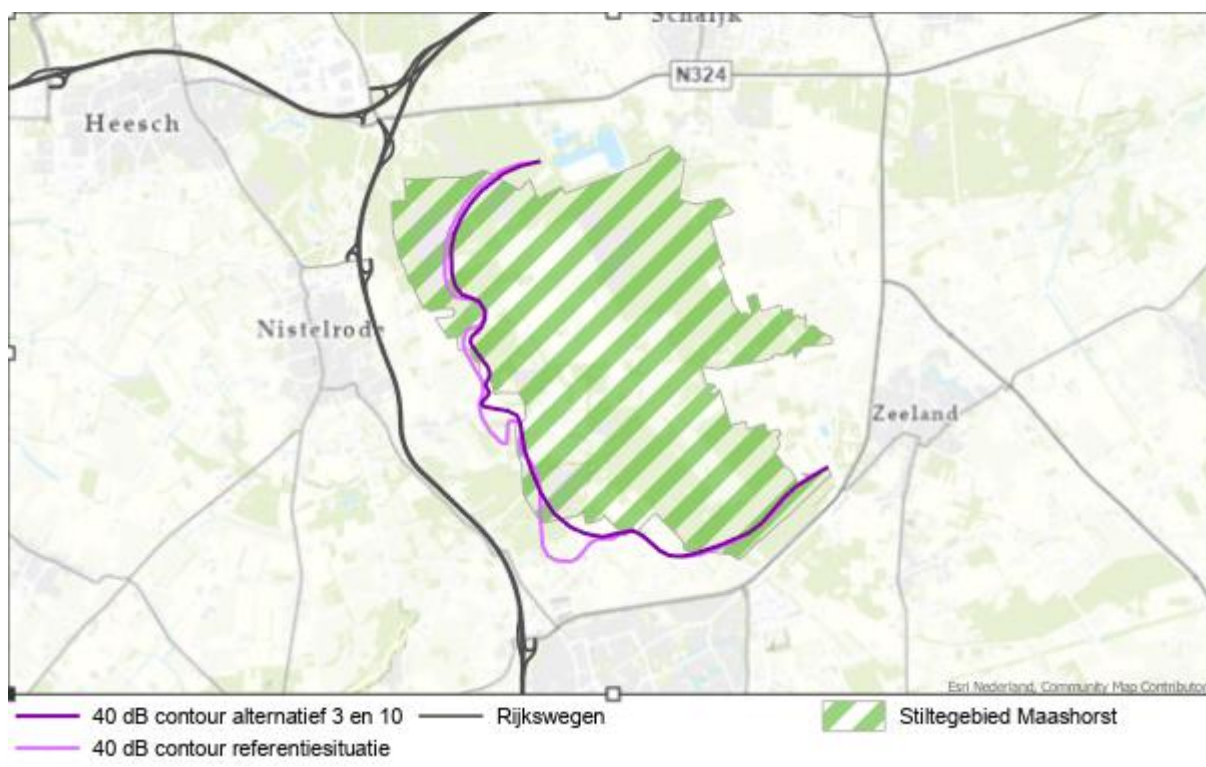 Schaijk
N324
Heesch
Nistelrode
Zeeland
Esri Nederland, Community Map Contributor
40 dB contour alternatief 3 en 10 Rijkswegen Stiltegebied Maashorst
40 dB contour referentiesituatie